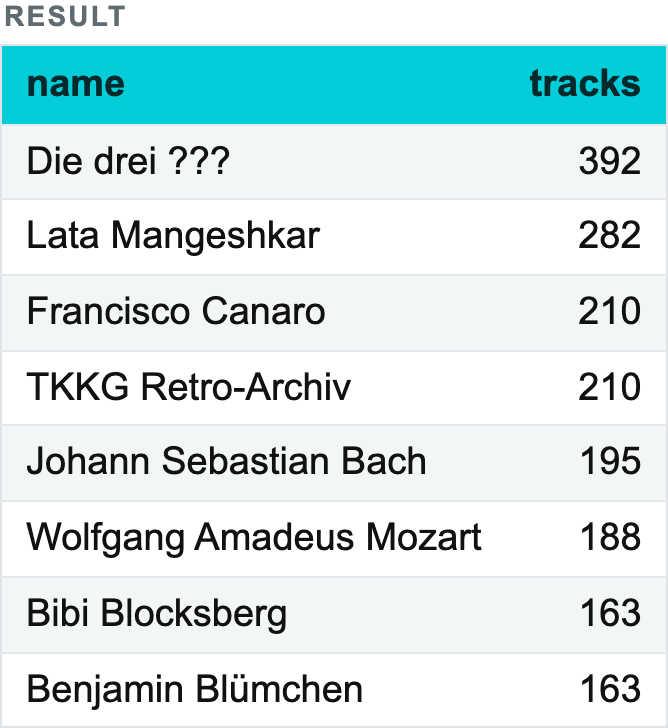 RESULT
name tracks
Die drei ??? 392
Lata Mangeshkar 282
Francisco Canaro 210
TKKG Retro-Archiv 210
Johann Sebastian Bach 195
Wolfgang Amadeus Mozart 188
Bibi Blocksberg 163
Benjamin Blümchen 163